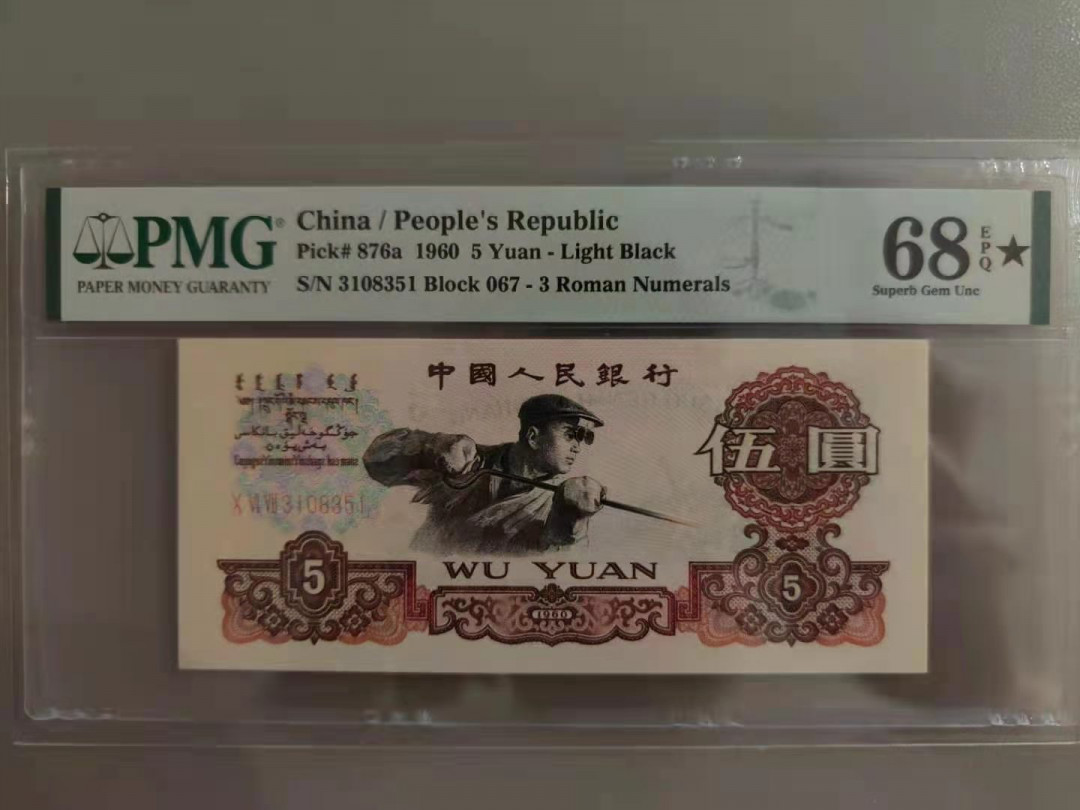 PMG
PAPER MONEY GUARANTY
China / People's Republic
Pick# 876a 1960 5 Yuan - Light Black
S/N 3108351 Block 067 - 3 Roman Numerals
68 EPQ ★
Superb Gem Unc
中國人民銀行
伍圓
3108351
5
WU YUAN
1960
5